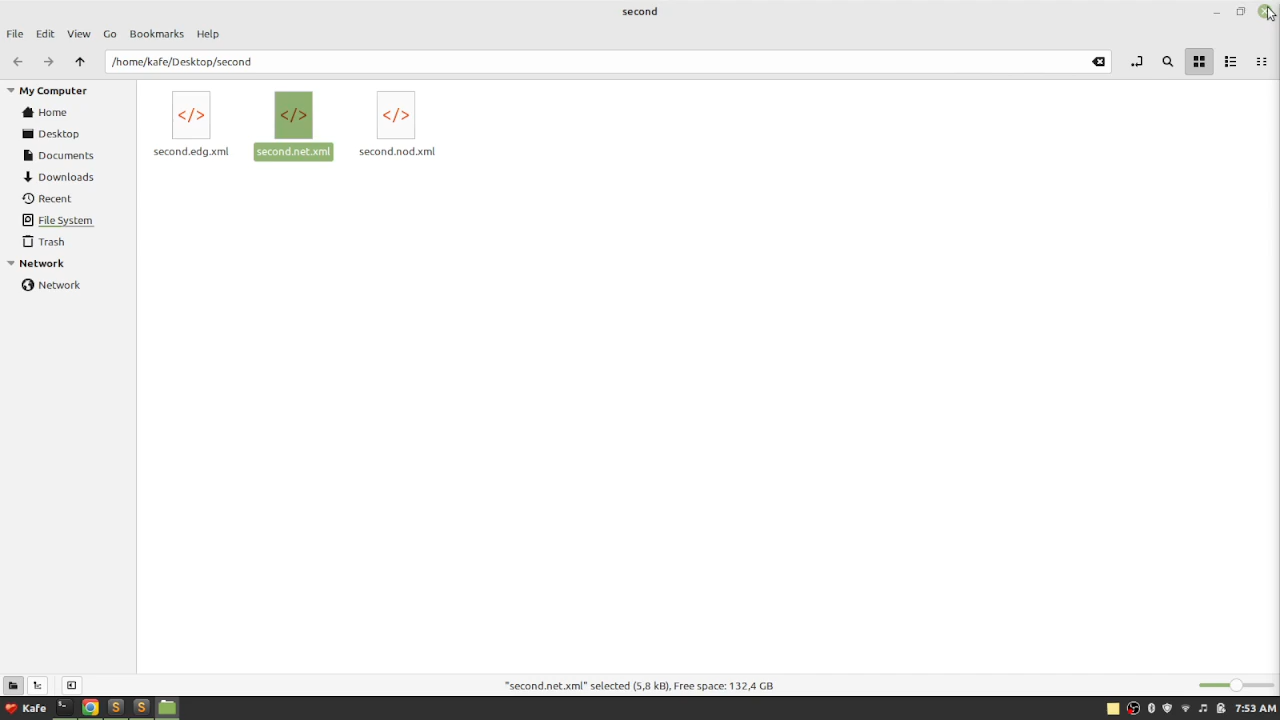 second
File Edit View Go Bookmarks Help
/home/kafe/Desktop/second
My Computer
Home
Desktop
Documents
Downloads
Recent
File System
Trash
Network
Network
</> </> </>
second.edg.xml second.net.xml second.nod.xml
"second.net.xml" selected (5,8 kB), Free space: 132,4 GB
Kafe S S 7:53 AM